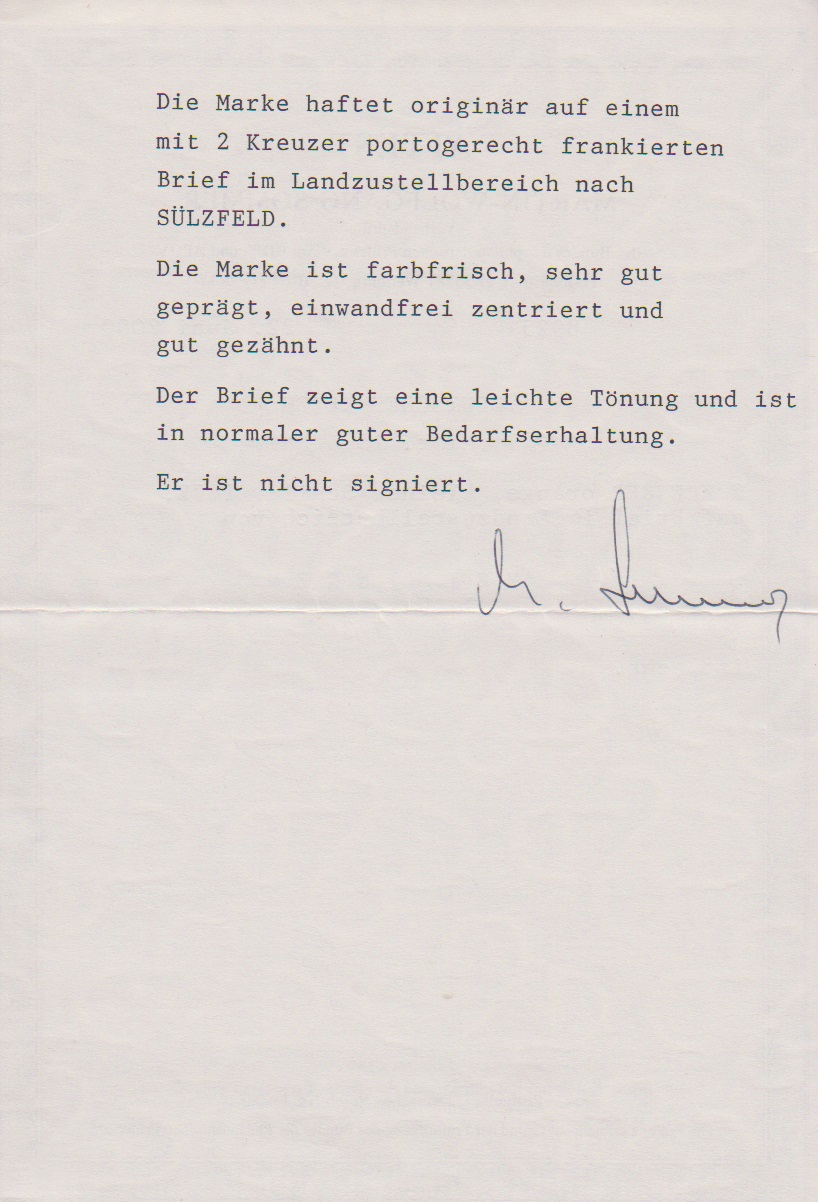 Die Marke haftet originär auf einem
mit 2 Kreuzer portogerecht frankierten
Brief im Landzustellbereich nach
SÜLZFELD.
Die Marke ist farbfrisch, sehr gut
geprägt, einwandfrei zentriert und
gut gezähnt.
Der Brief zeigt eine leichte Tönung und ist
in normaler guter Bedarfserhaltung.
Er ist nicht signiert.